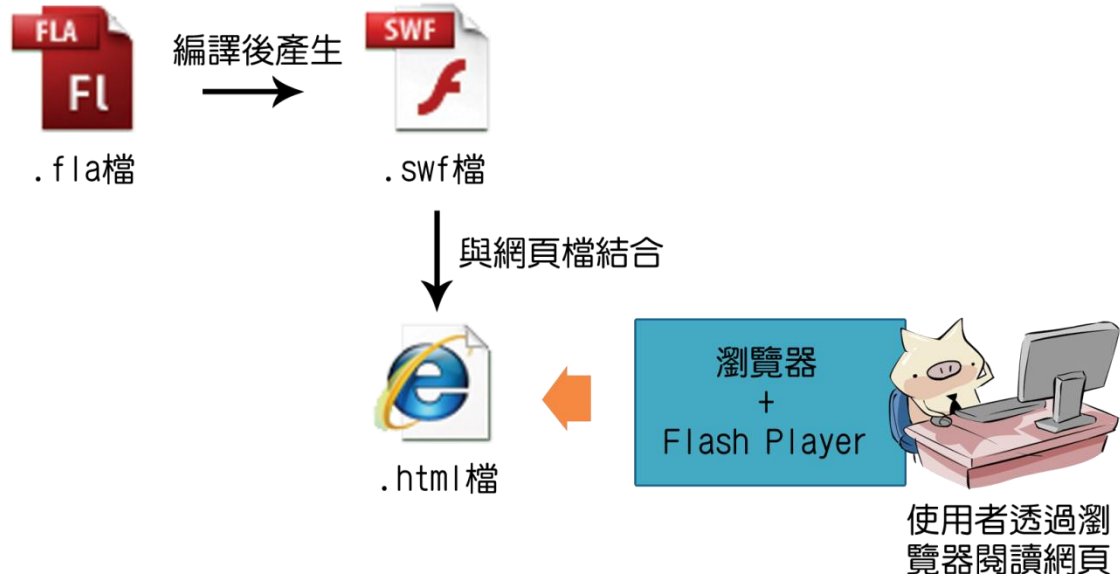 FLA
Fl
編譯後產生
SWF
.fla檔
.swf檔
與網頁檔結合
瀏覽器
+
Flash Player
.html檔
使用者透過瀏
覽器閱讀網頁